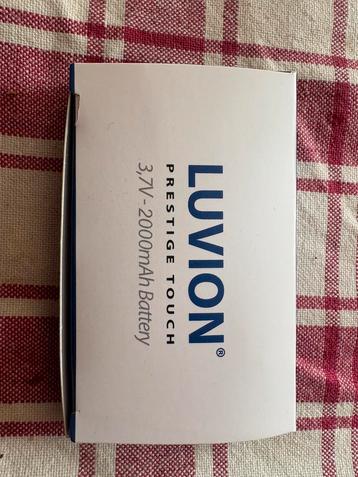 LUVION®
PRESTIGE TOUCH
3,7V - 2000mAh Battery